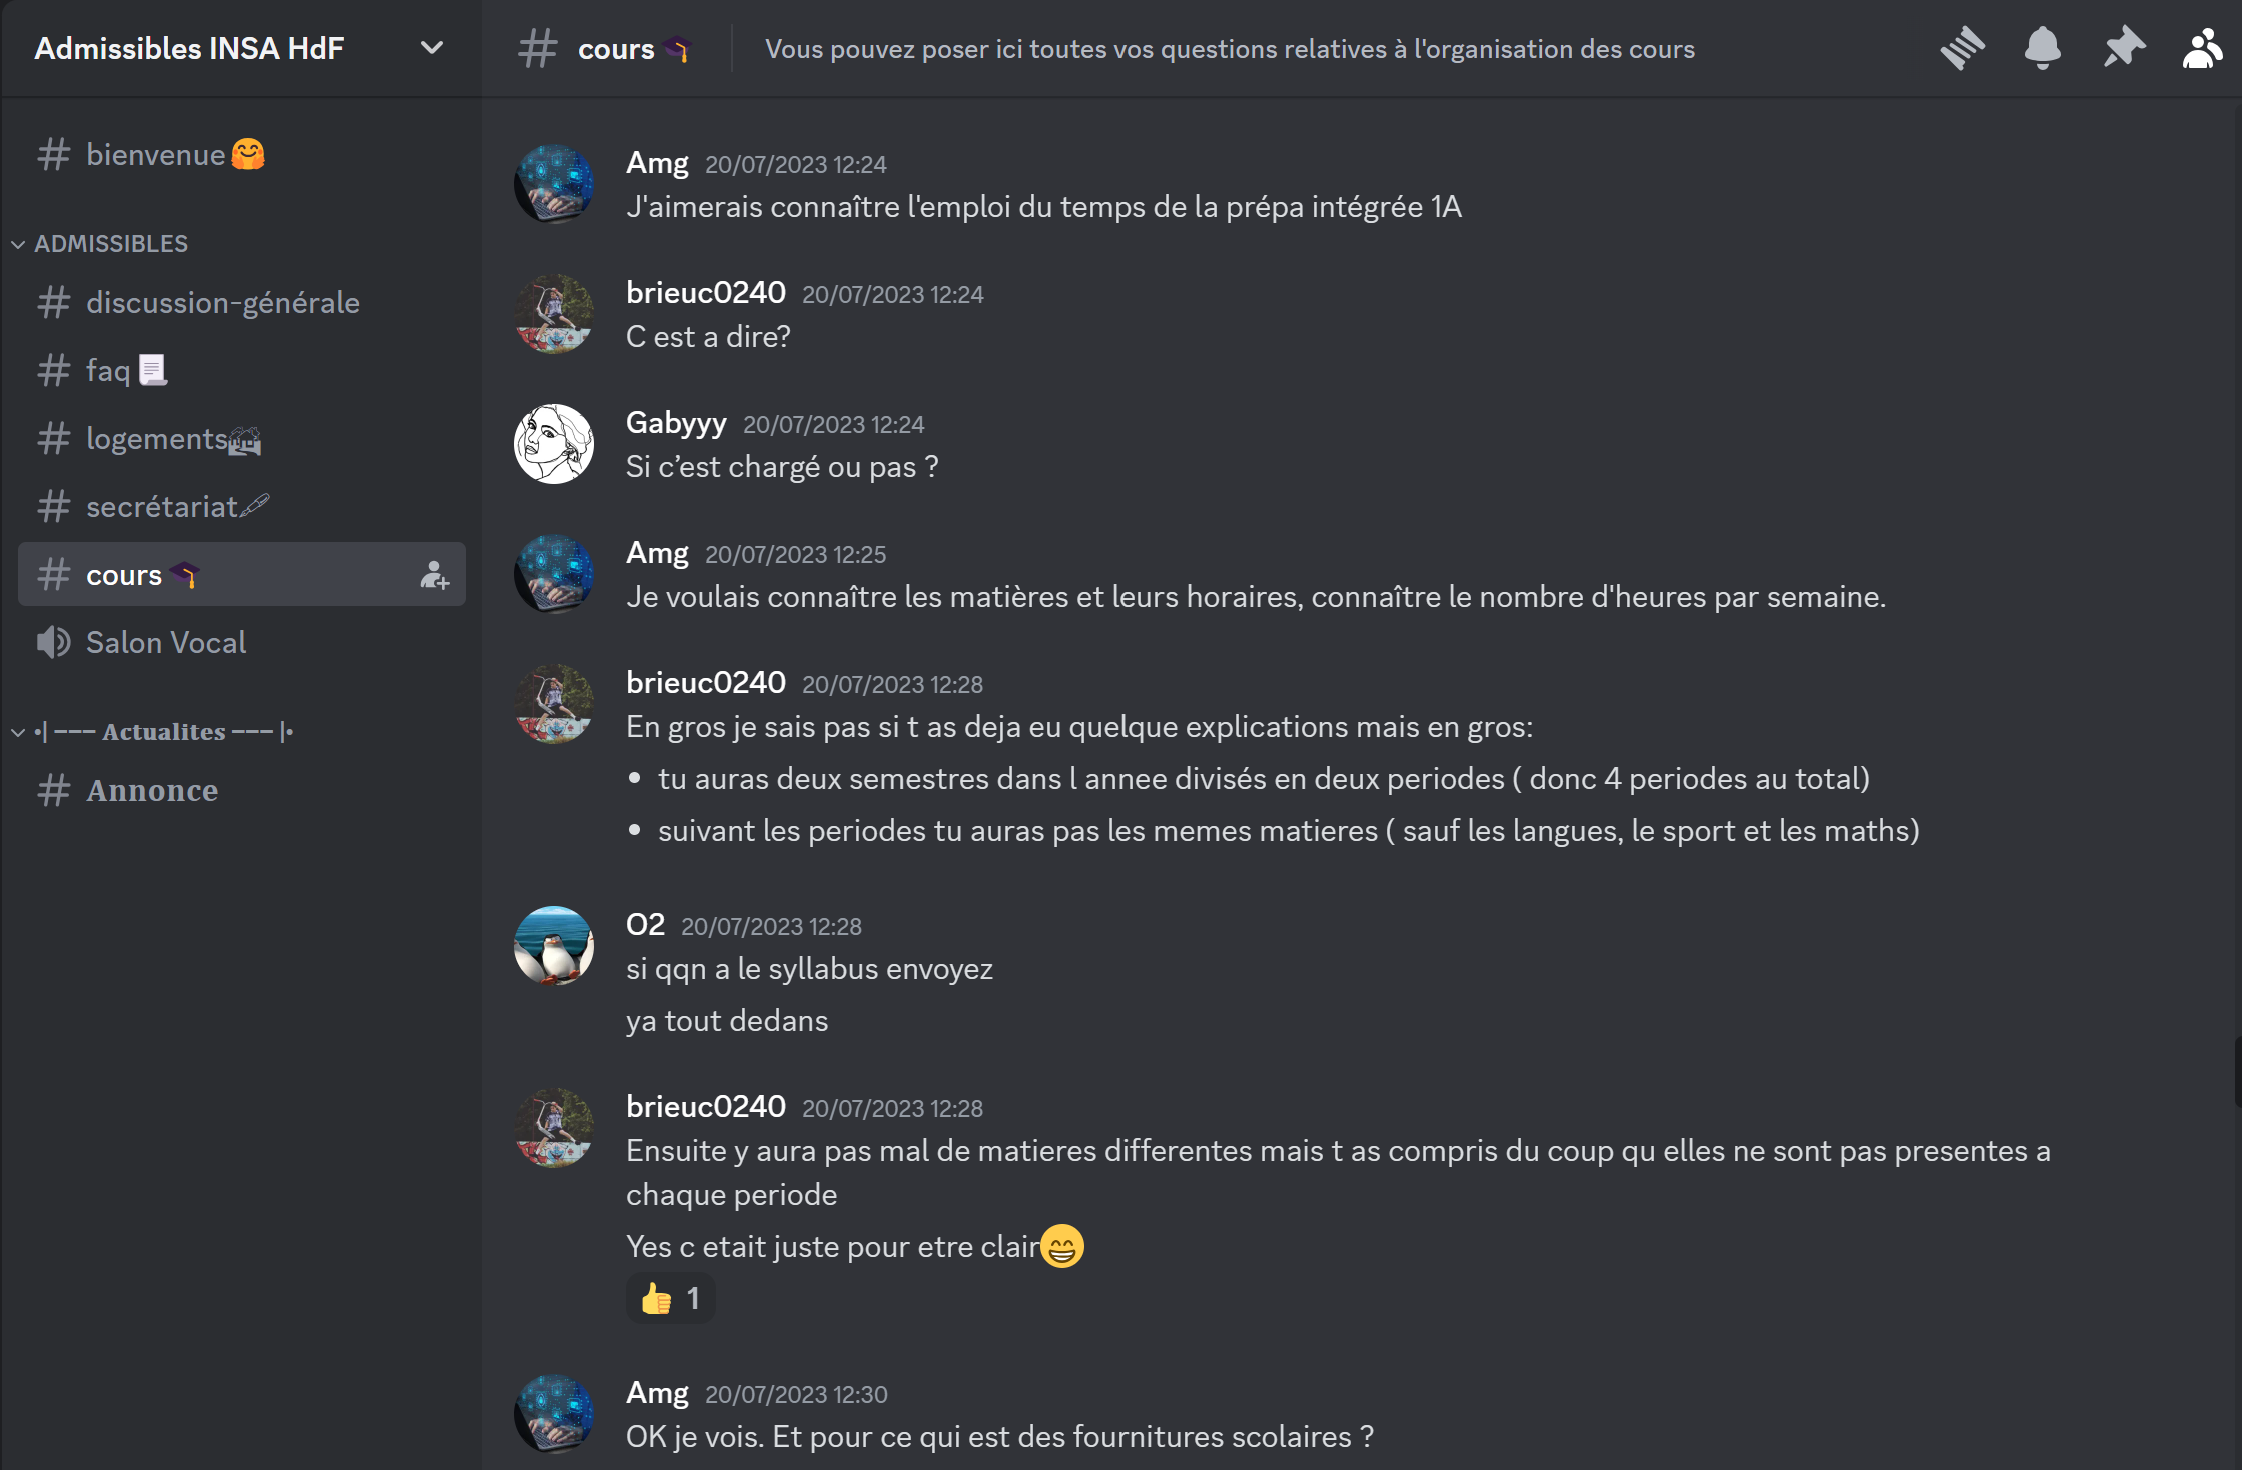 Admissibles INSA HdF
bienvenue🤗
ADMISSIBLES
discussion-générale
faq📃
logements🏘
secrétariat🖋
cours🎓
Salon Vocal
•| ─── Actualites ─── |•
Annonce
cours🎓
Vous pouvez poser ici toutes vos questions relatives à l'organisation des cours
Amg 20/07/2023 12:24
J'aimerais connaître l'emploi du temps de la prépa intégrée 1A
brieuc0240 20/07/2023 12:24
C est a dire?
Gabyyy 20/07/2023 12:24
Si c’est chargé ou pas ?
Amg 20/07/2023 12:25
Je voulais connaître les matières et leurs horaires, connaître le nombre d'heures par semaine.
brieuc0240 20/07/2023 12:28
En gros je sais pas si t as deja eu quelque explications mais en gros:
• tu auras deux semestres dans l annee divisés en deux periodes ( donc 4 periodes au total)
• suivant les periodes tu auras pas les memes matieres ( sauf les langues, le sport et les maths)
O2 20/07/2023 12:28
si qqn a le syllabus envoyez
ya tout dedans
brieuc0240 20/07/2023 12:28
Ensuite y aura pas mal de matieres differentes mais t as compris du coup qu elles ne sont pas presentes a
chaque periode
Yes c etait juste pour etre clair😁
👍 1
Amg 20/07/2023 12:30
OK je vois. Et pour ce qui est des fournitures scolaires ?